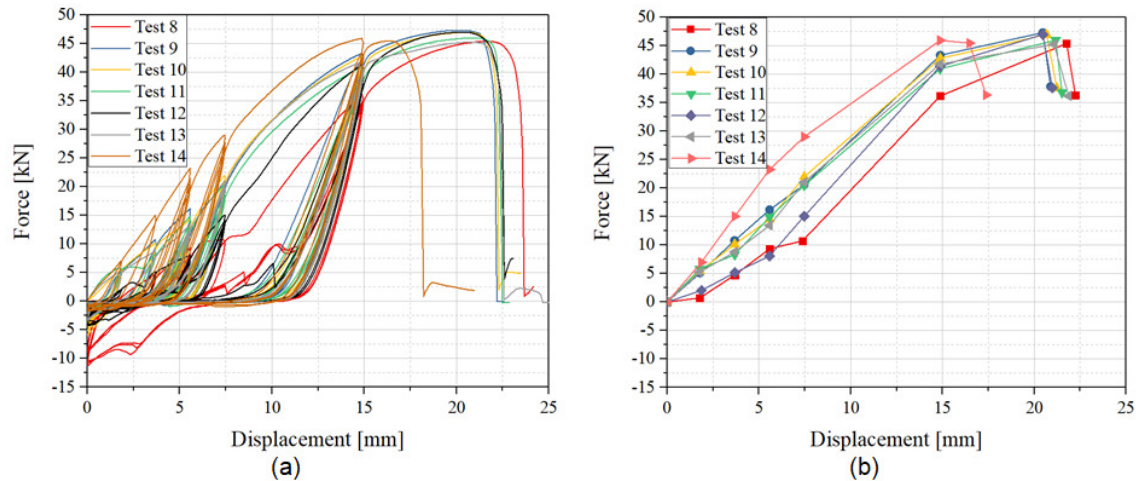 50
45
40
35
30
25
20
15
10
5
0
-5
-10
-15
Force [kN]
Test 8
Test 9
Test 10
Test 11
Test 12
Test 13
Test 14
0 5 10 15 20 25
Displacement [mm]
(a)
50
45
40
35
30
25
20
15
10
5
0
-5
-10
-15
Force [kN]
Test 8
Test 9
Test 10
Test 11
Test 12
Test 13
Test 14
0 5 10 15 20 25
Displacement [mm]
(b)